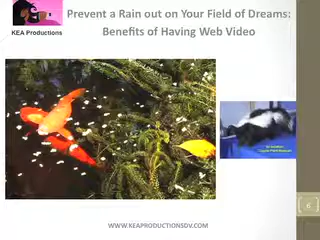 Prevent a Rain out on Your Field of Dreams:
KEA Productions
Benefits of Having Web Video
6
WWW.KEAPRODUCTIONSDV.COM